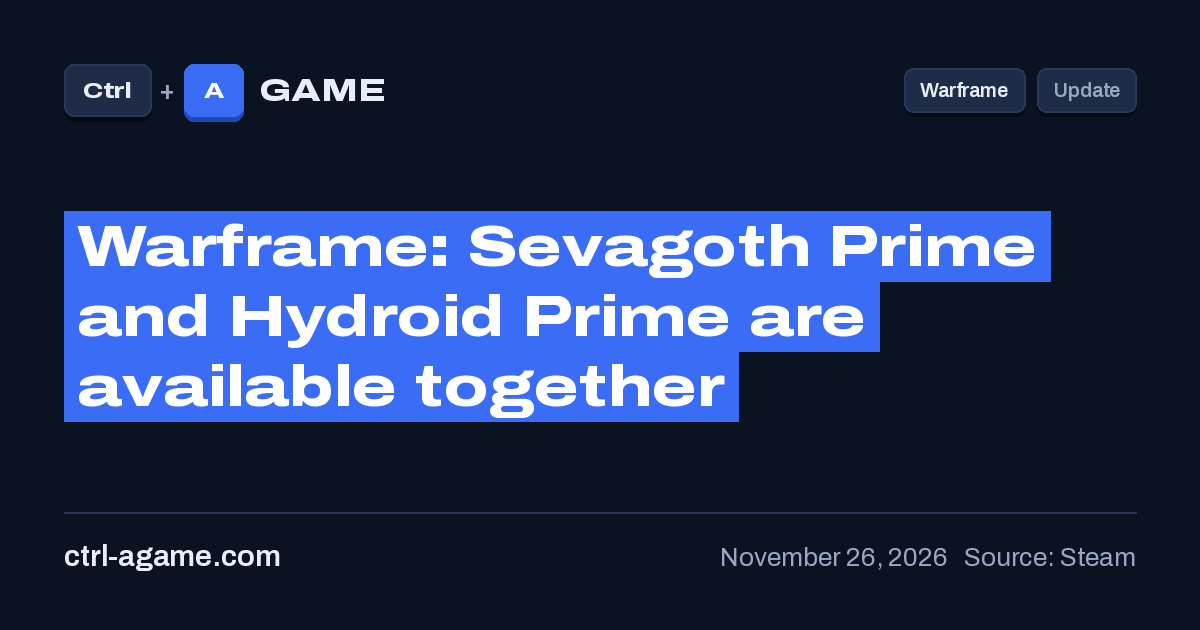 Ctrl + A GAME
Warframe Update
Warframe: Sevagoth Prime
and Hydroid Prime are
available together
ctrl-agame.com
November 26, 2026 Source: Steam